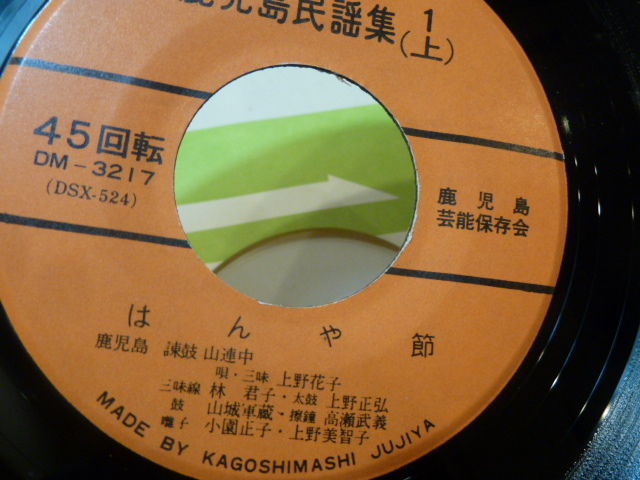 鹿児島民謡集 1
(上)
45回転
DM-3217
(DSX-524)
鹿児島
芸能保存会
はんや節
鹿児島 諫鼓山連中
唄・三味 上野花子
三味線 林 君子・太鼓 上野正弘
鼓 山城軍蔵・擦鐘 高瀬武義
囃子 小園正子・上野美智子
MADE BY KAGOSHIMASHI JUJIYA